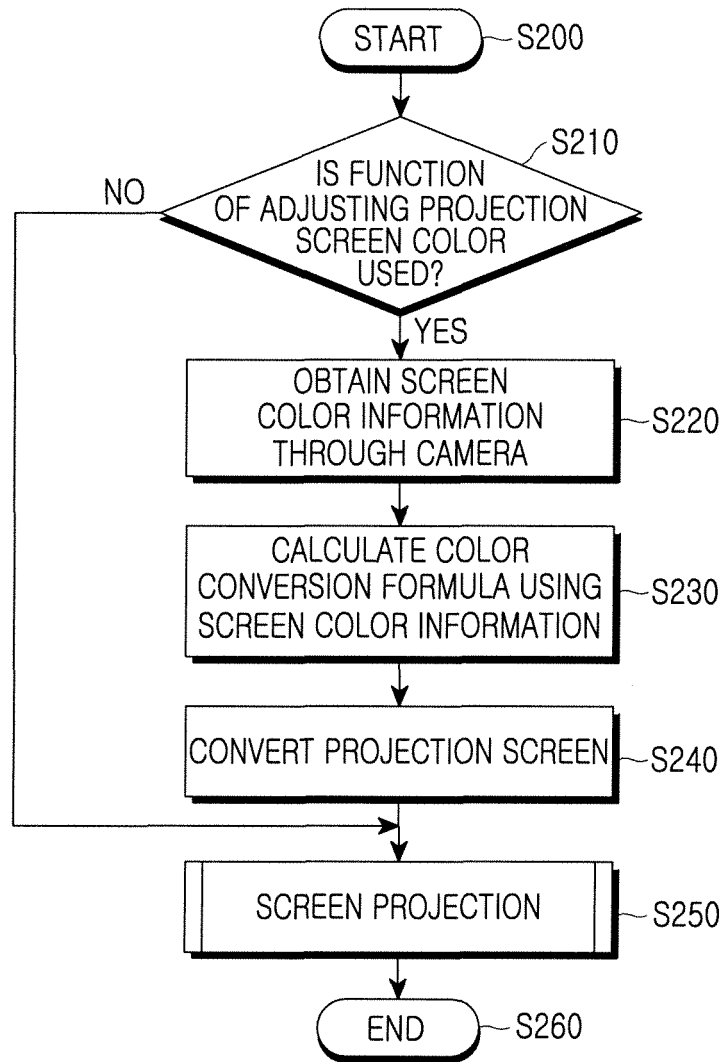 START
S200
S210
IS FUNCTION
OF ADJUSTING PROJECTION
SCREEN COLOR
USED?
NO
YES
OBTAIN SCREEN
COLOR INFORMATION
THROUGH CAMERA
S220
CALCULATE COLOR
CONVERSION FORMULA USING
SCREEN COLOR INFORMATION
S230
CONVERT PROJECTION SCREEN
S240
SCREEN PROJECTION
S250
END
S260